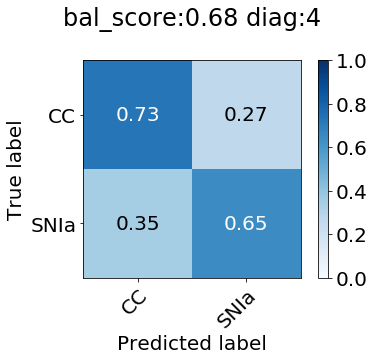 bal_score:0.68 diag:4
True label
CC
0.73
0.27
SNIa
0.35
0.65
CC
SNIa
Predicted label
1.0
0.8
0.6
0.4
0.2
0.0